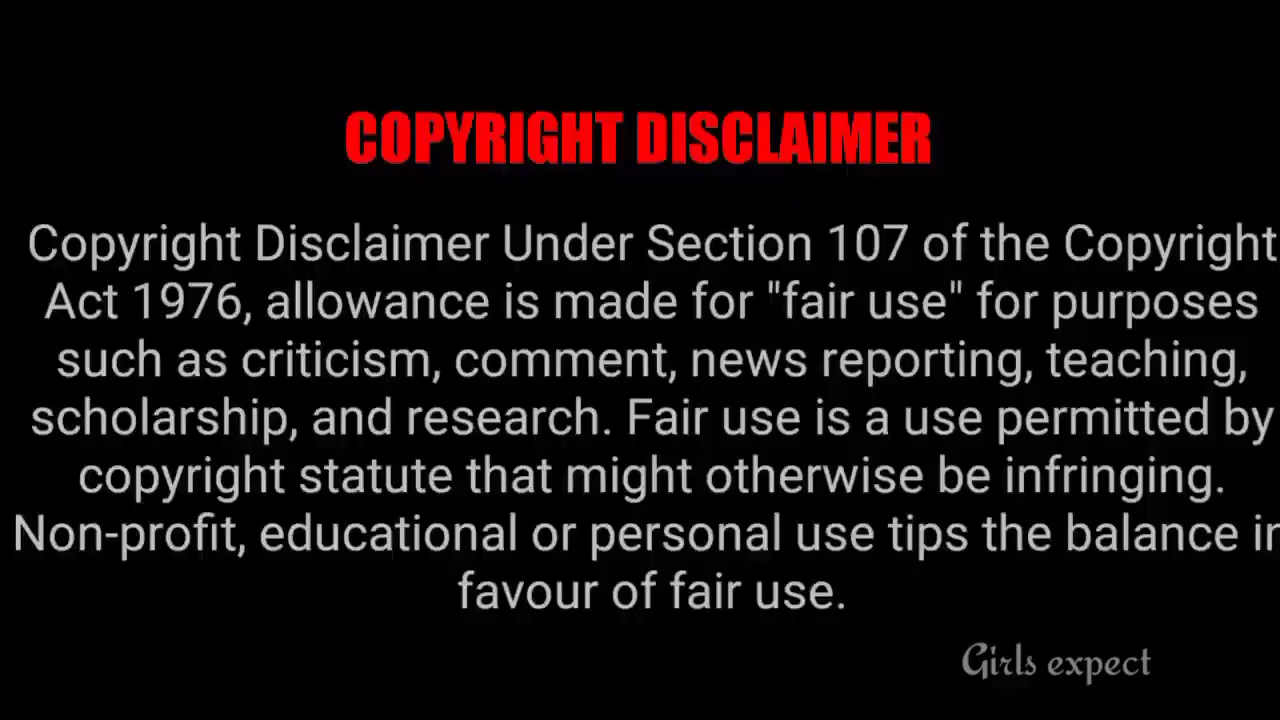 COPYRIGHT DISCLAIMER
Copyright Disclaimer Under Section 107 of the Copyright
Act 1976, allowance is made for "fair use" for purposes
such as criticism, comment, news reporting, teaching,
scholarship, and research. Fair use is a use permitted by
copyright statute that might otherwise be infringing.
Non-profit, educational or personal use tips the balance in
favour of fair use.
Girls expect